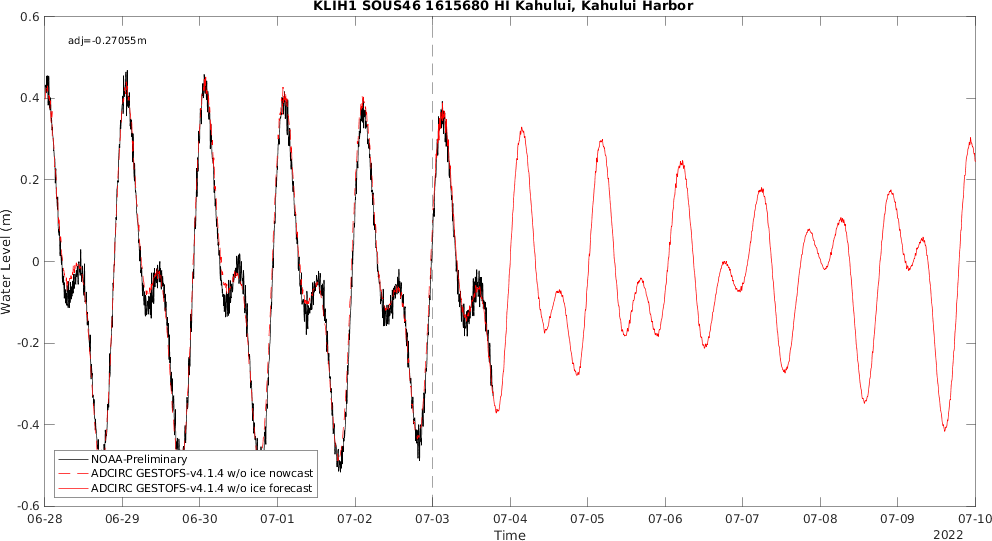 KLIH1 SOUS46 1615680 HI Kahului, Kahului Harbor
adj=-0.27055m
0.6
0.4
0.2
0
-0.2
-0.4
-0.6
Water Level (m)
NOAA-Preliminary
ADCIRC GESTOFS-v4.1.4 w/o ice nowcast
ADCIRC GESTOFS-v4.1.4 w/o ice forecast
06-28 06-29 06-30 07-01 07-02 07-03 07-04 07-05 07-06 07-07 07-08 07-09 07-10
Time
2022